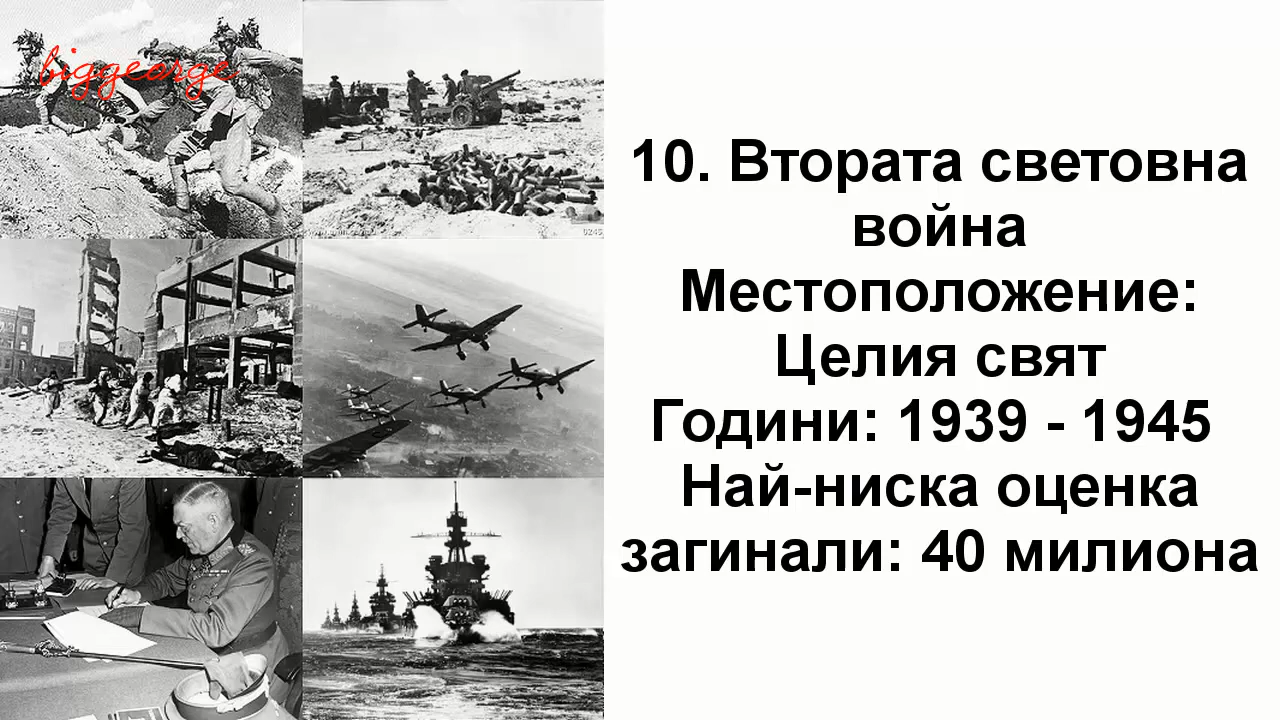 biggeorge
10. Втората световна
война
Местоположение:
Целия свят
Години: 1939 - 1945
Най-ниска оценка
загинали: 40 милиона